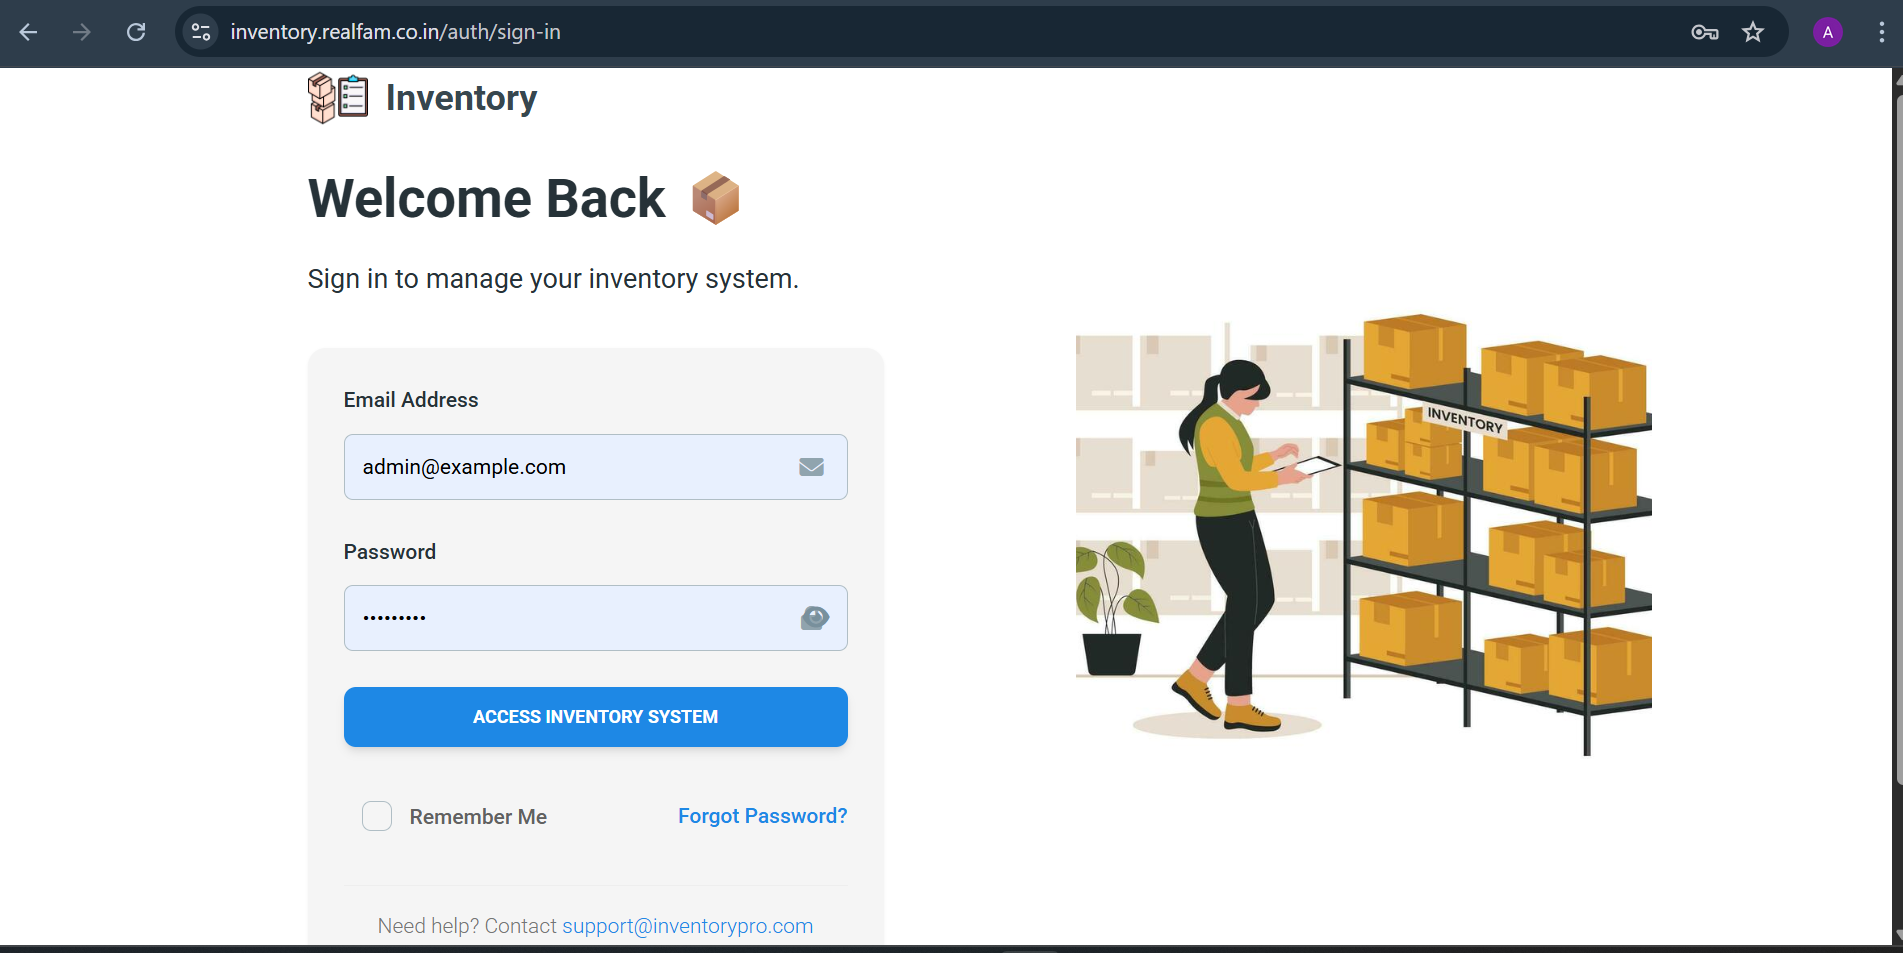 inventory.realfam.co.in/auth/sign-in
A
Inventory
Welcome Back
Sign in to manage your inventory system.
Email Address
admin@example.com
Password
•••••••••
ACCESS INVENTORY SYSTEM
Remember Me
Forgot Password?
Need help? Contact support@inventorypro.com
INVENTORY